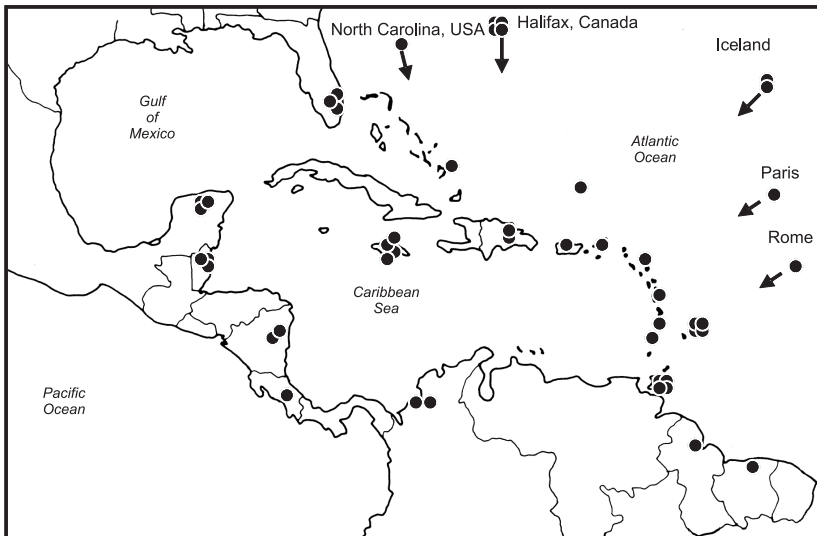 North Carolina, USA
Halifax, Canada
Iceland
Gulf
of
Mexico
Atlantic
Ocean
Paris
Rome
Caribbean
Sea
Pacific
Ocean